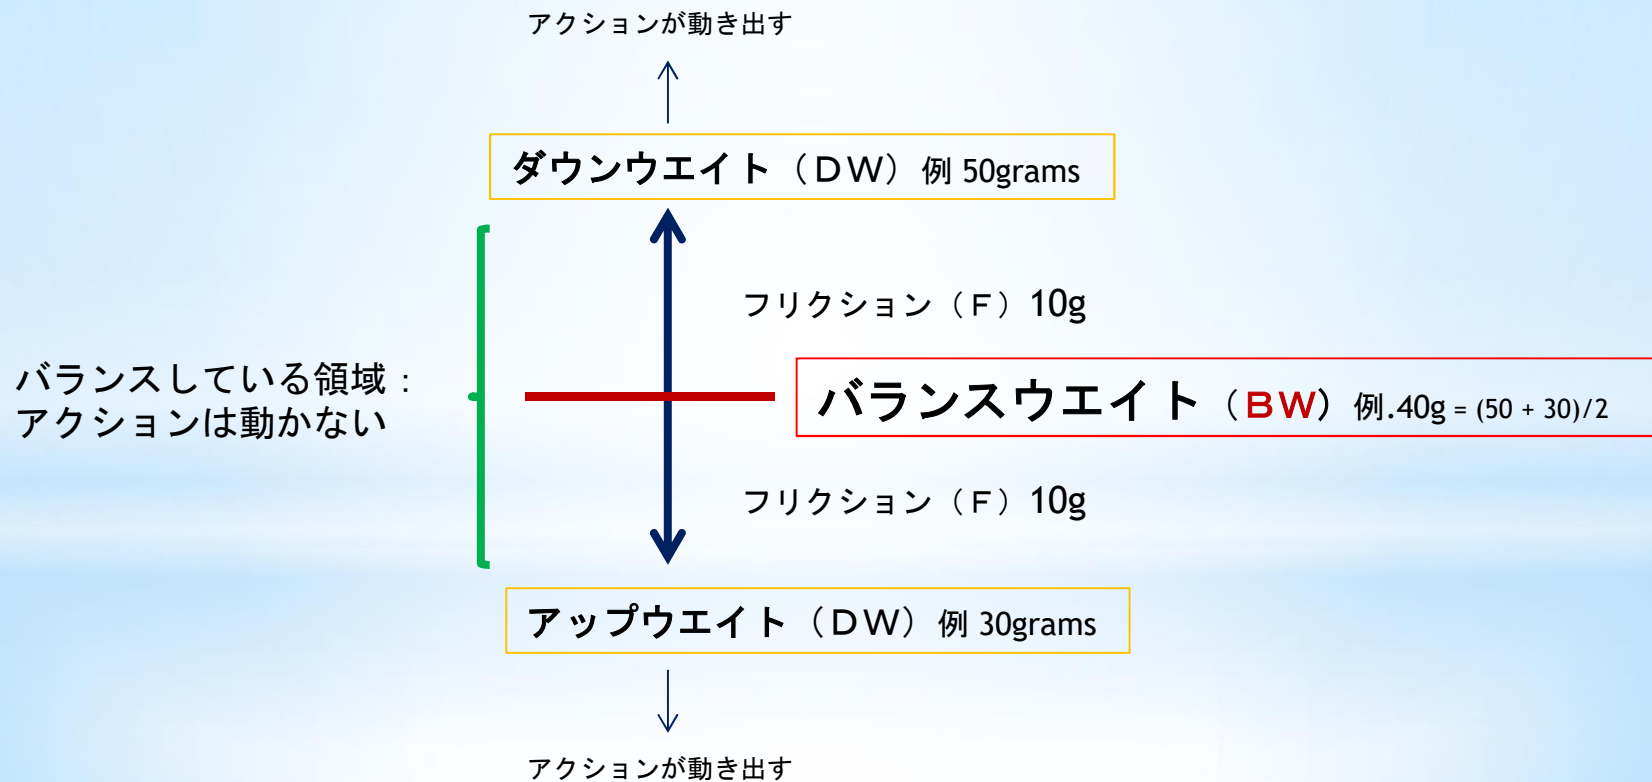 アクションが動き出す
ダウンウエイト（ＤＷ）例 50grams
フリクション（Ｆ）10g
バランスしている領域：
アクションは動かない
バランスウエイト（ＢＷ）例.40g = (50 + 30)/2
フリクション（Ｆ）10g
アップウエイト（ＤＷ）例 30grams
アクションが動き出す